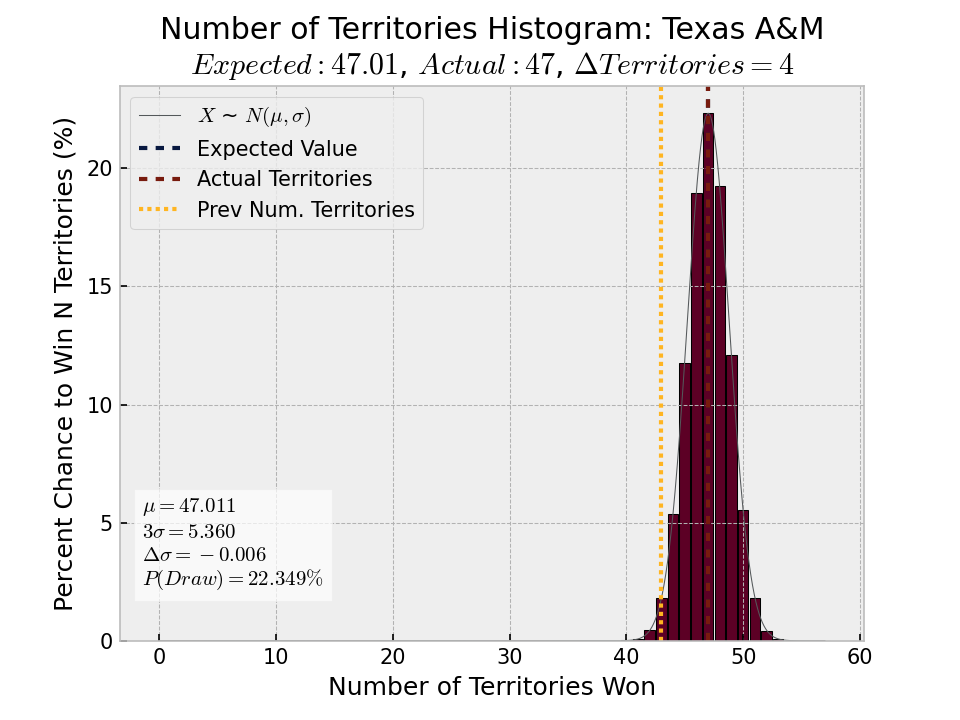 Number of Territories Histogram: Texas A&M
Expected : 47.01, Actual : 47, ΔTerritories = 4
X ~ N(μ, σ)
Expected Value
Actual Territories
Prev Num. Territories
Percent Chance to Win N Territories (%)
20
15
10
5
0
μ = 47.011
3σ = 5.360
Δσ = −0.006
P(Draw) = 22.349%
0 10 20 30 40 50 60
Number of Territories Won